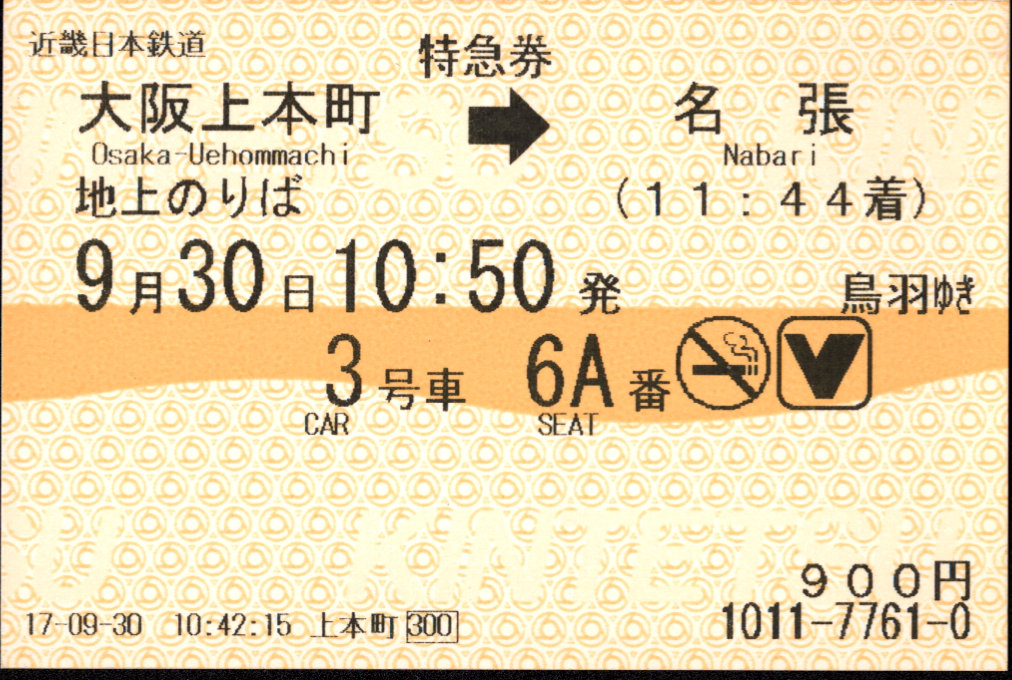 近畿日本鉄道
特急券
大阪上本町 ➡ 名張
Osaka-Uehommachi Nabari
地上のりば (11:44着)
9月30日10:50発 鳥羽ゆき
3号車 6A番 V
CAR SEAT
KINTETSU
900円
17-09-30 10:42:15 上本町 300 1011-7761-0